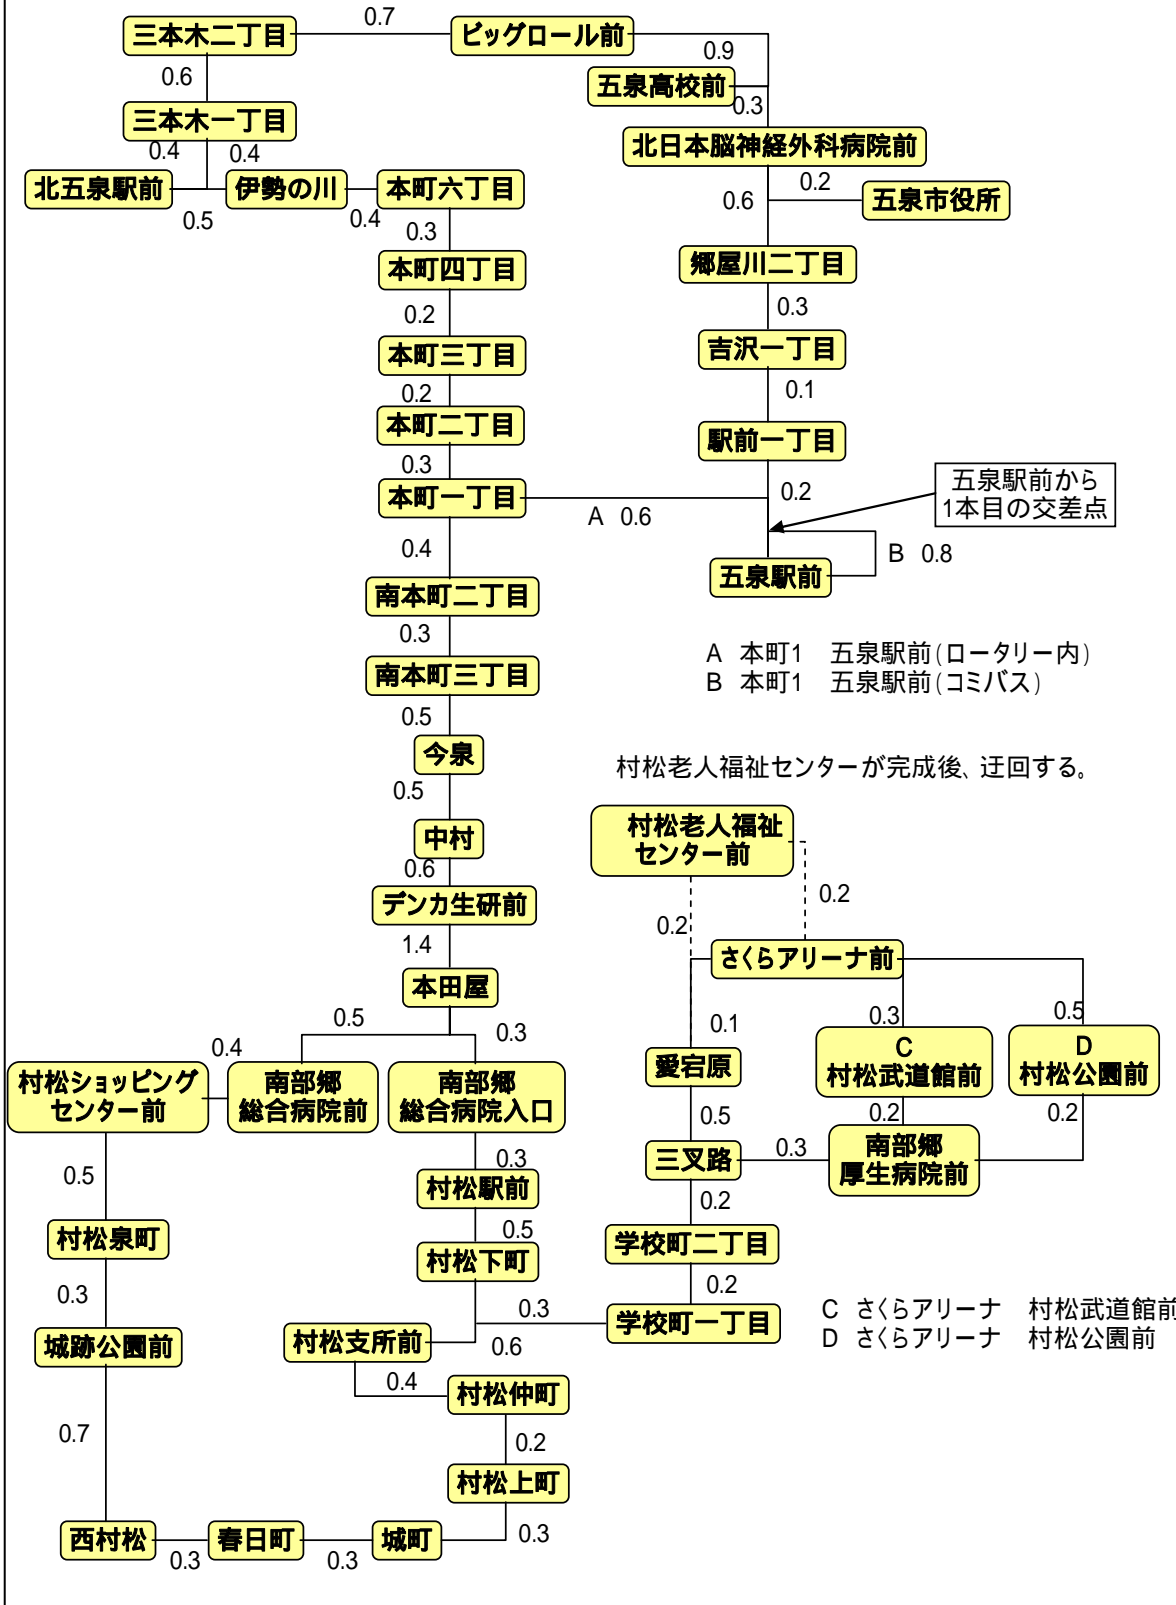 三本木二丁目
0.7
ビッグロール前
0.9
0.6
五泉高校前
0.3
三本木一丁目
北日本脳神経外科病院前
0.4
0.4
北五泉駅前
伊勢の川
本町六丁目
0.2
五泉市役所
0.5
0.4
0.6
0.3
本町四丁目
郷屋川二丁目
0.2
0.3
本町三丁目
吉沢一丁目
0.2
0.1
本町二丁目
駅前一丁目
0.3
本町一丁目
0.2
五泉駅前から
1本目の交差点
A 0.6
0.4
B 0.8
五泉駅前
南本町二丁目
0.3
A 本町1 五泉駅前(ロータリー内)
B 本町1 五泉駅前(コミバス)
南本町三丁目
0.5
今泉
村松老人福祉センターが完成後、迂回する。
0.5
中村
村松老人福祉
センター前
0.6
デンカ生研前
0.2
0.2
1.4
さくらアリーナ前
本田屋
0.5
0.3
0.1
0.3
0.5
0.4
村松ショッピング
センター前
南部郷
総合病院前
南部郷
総合病院入口
愛宕原
C
村松武道館前
D
村松公園前
0.5
0.2
0.2
0.3
三叉路
0.3
南部郷
厚生病院前
0.5
村松駅前
0.2
村松泉町
0.5
学校町二丁目
村松下町
0.3
0.2
0.3
学校町一丁目
C さくらアリーナ 村松武道館前
D さくらアリーナ 村松公園前
城跡公園前
村松支所前
0.6
0.4
村松仲町
0.7
0.2
村松上町
西村松
春日町
城町
0.3
0.3
0.3